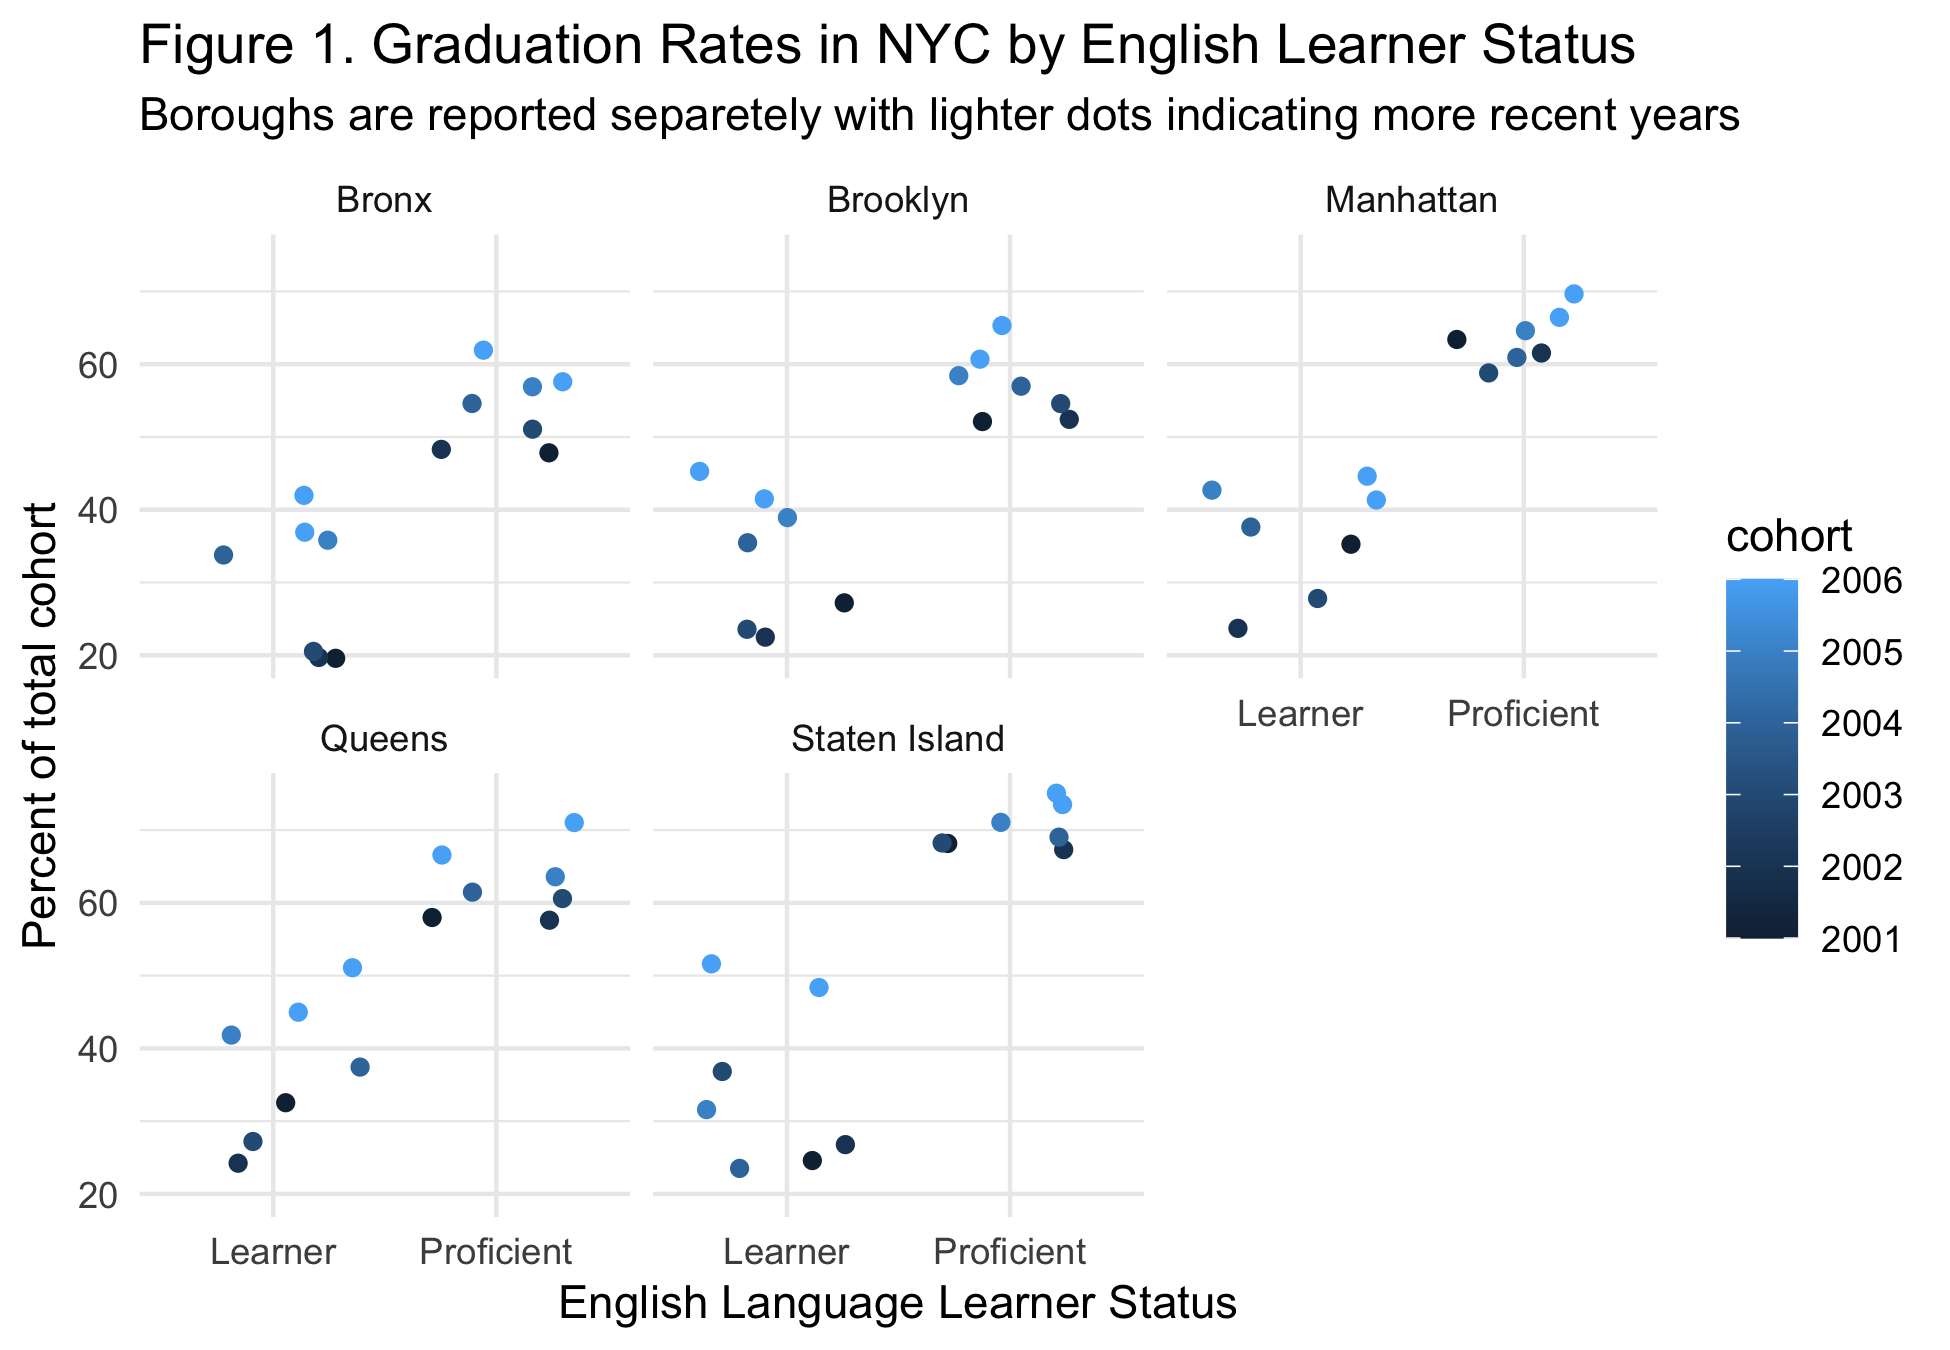 Figure 1. Graduation Rates in NYC by English Learner Status
Boroughs are reported separetely with lighter dots indicating more recent years
Bronx
Brooklyn
Manhattan
60
40
20
Learner
Proficient
Queens
Staten Island
60
40
20
Learner
Proficient
Learner
Proficient
Percent of total cohort
English Language Learner Status
cohort
2006
2005
2004
2003
2002
2001